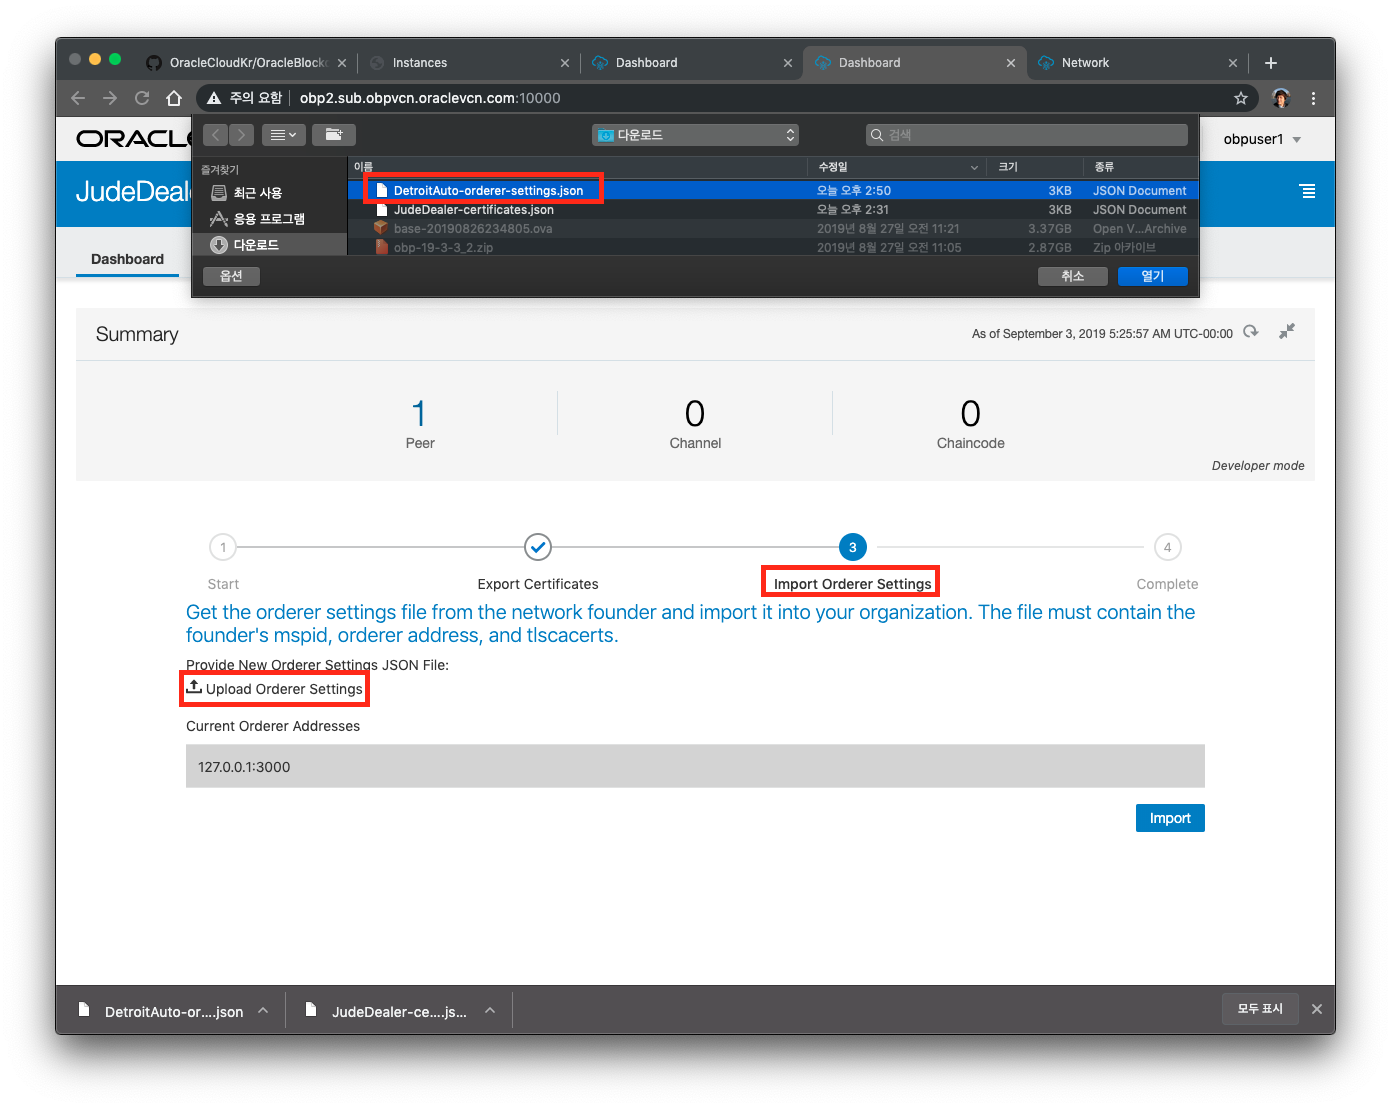 OracleCloudKr/OracleBlockc
Instances
Dashboard
Dashboard
Network
주의 요함
obp2.sub.obpvcn.oraclevcn.com:10000
ORACLE
obpuser1
JudeDeal
다운로드
검색
즐겨찾기
최근 사용
응용 프로그램
다운로드
이름 수정일 크기 종류
DetroitAuto-orderer-settings.json 오늘 오후 2:50 3KB JSON Document
JudeDealer-certificates.json 오늘 오후 2:31 3KB JSON Document
base-20190826234805.ova 2019년 8월 27일 오전 11:21 3.37GB Open V...Archive
obp-19-3-3_2.zip 2019년 8월 27일 오전 11:05 2.87GB Zip 아카이브
옵션
취소
열기
Dashboard
Summary
As of September 3, 2019 5:25:57 AM UTC-00:00
1
Peer
0
Channel
0
Chaincode
Developer mode
1
Start
Export Certificates
3
Import Orderer Settings
4
Complete
Get the orderer settings file from the network founder and import it into your organization. The file must contain the
founder's mspid, orderer address, and tlscacerts.
Provide New Orderer Settings JSON File:
Upload Orderer Settings
Current Orderer Addresses
127.0.0.1:3000
Import
DetroitAuto-or....json
JudeDealer-ce....js...
모두 표시